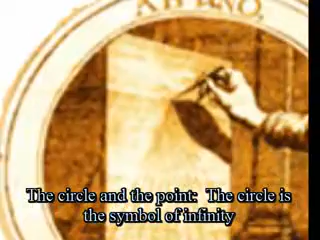 The circle and the point: The circle is
the symbol of infinity